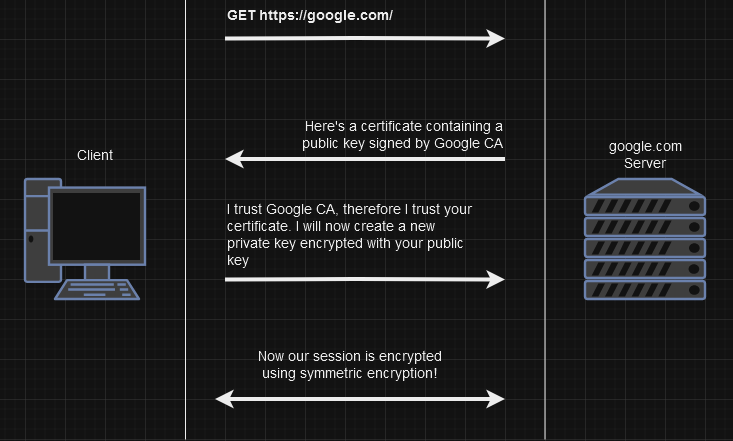 GET https://google.com/
Here's a certificate containing a
public key signed by Google CA
Client
google.com
Server
I trust Google CA, therefore I trust your
certificate. I will now create a new
private key encrypted with your public
key
Now our session is encrypted
using symmetric encryption!